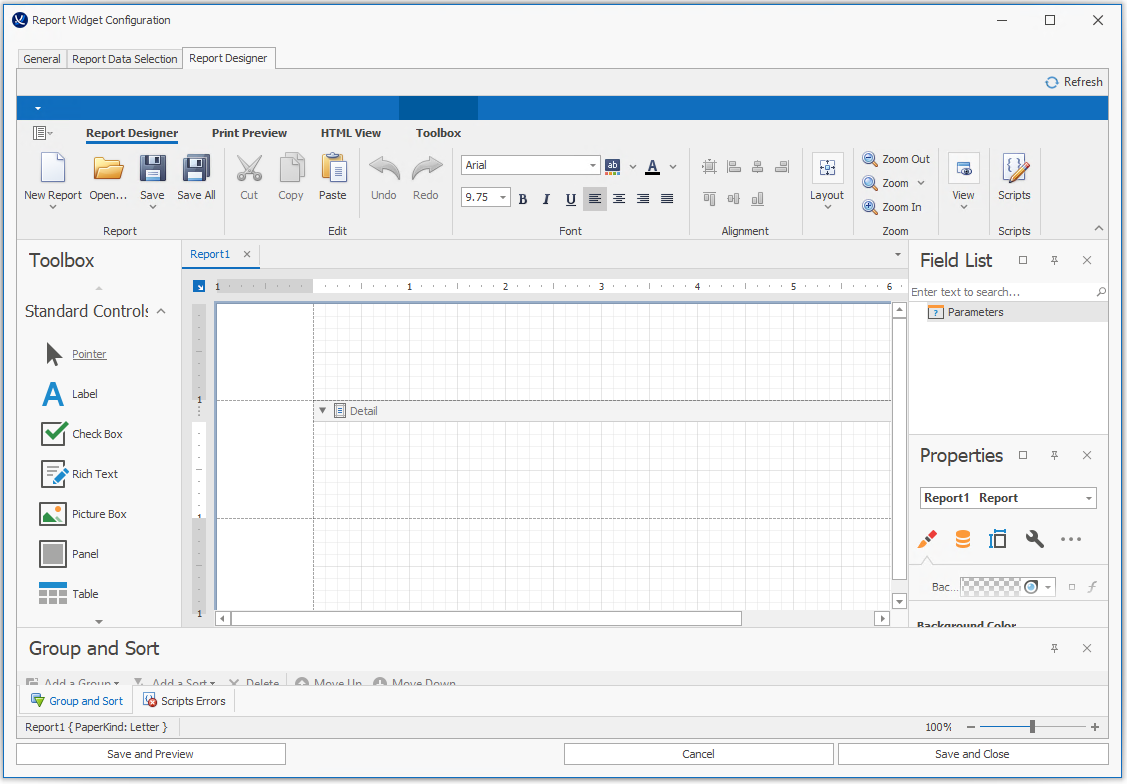 Report Widget Configuration
General Report Data Selection Report Designer
Refresh
Report Designer Print Preview HTML View Toolbox
New Report Open... Save Save All Cut Copy Paste Undo Redo
Arial ab A
9.75 B I U
Layout
Zoom Out
Zoom
Zoom In
View
Scripts
Report Edit Font Alignment Zoom Scripts
Toolbox
Standard Controls
Pointer
Label
Check Box
Rich Text
Picture Box
Panel
Table
Report1
1 1 2 3 4 5 6
1
Detail
1
1
Field List
Enter text to search...
Parameters
Properties
Report1 Report
Bac...
Background Color
Group and Sort
Add a Group Add a Sort Delete Move Up Move Down
Group and Sort Scripts Errors
Report1 { PaperKind: Letter } 100%
Save and Preview Cancel Save and Close